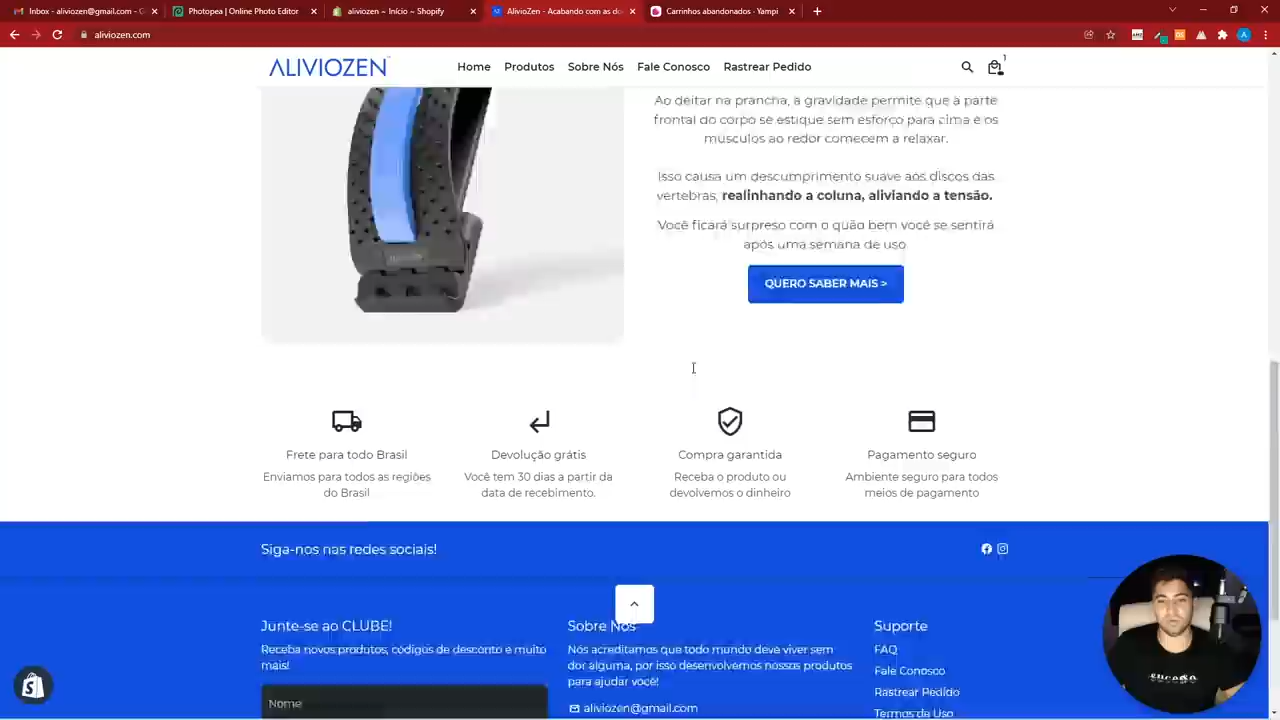 Inbox - aliviozen@gmail.com - G
Photopea | Online Photo Editor
aliviozen ~ Início ~ Shopify
AlivioZen - Acabando com as do
Carrinhos abandonados - Yampi
aliviozen.com
ALIVIOZEN
Home
Produtos
Sobre Nós
Fale Conosco
Rastrear Pedido
1
Ao deitar na prancha, a gravidade permite que a parte
frontal do corpo se estique sem esforço para cima e os
músculos ao redor comecem a relaxar.
Isso causa um descumprimento suave aos discos das
vertebras, realinhando a coluna, aliviando a tensão.
Você ficará surpreso com o quão bem você se sentirá
após uma semana de uso
QUERO SABER MAIS >
Frete para todo Brasil
Enviamos para todos as regiões
do Brasil
Devolução grátis
Você tem 30 dias a partir da
data de recebimento.
Compra garantida
Receba o produto ou
devolvemos o dinheiro
Pagamento seguro
Ambiente seguro para todos
meios de pagamento
Siga-nos nas redes sociais!
Junte-se ao CLUBE!
Receba novos produtos, códigos de desconto e muito
mais!
Nome
Sobre Nós
Nós acreditamos que todo mundo deve viver sem
dor alguma, por isso desenvolvemos nossos produtos
para ajudar você!
aliviozen@gmail.com
Suporte
FAQ
Fale Conosco
Rastrear Pedido
Termos de Uso